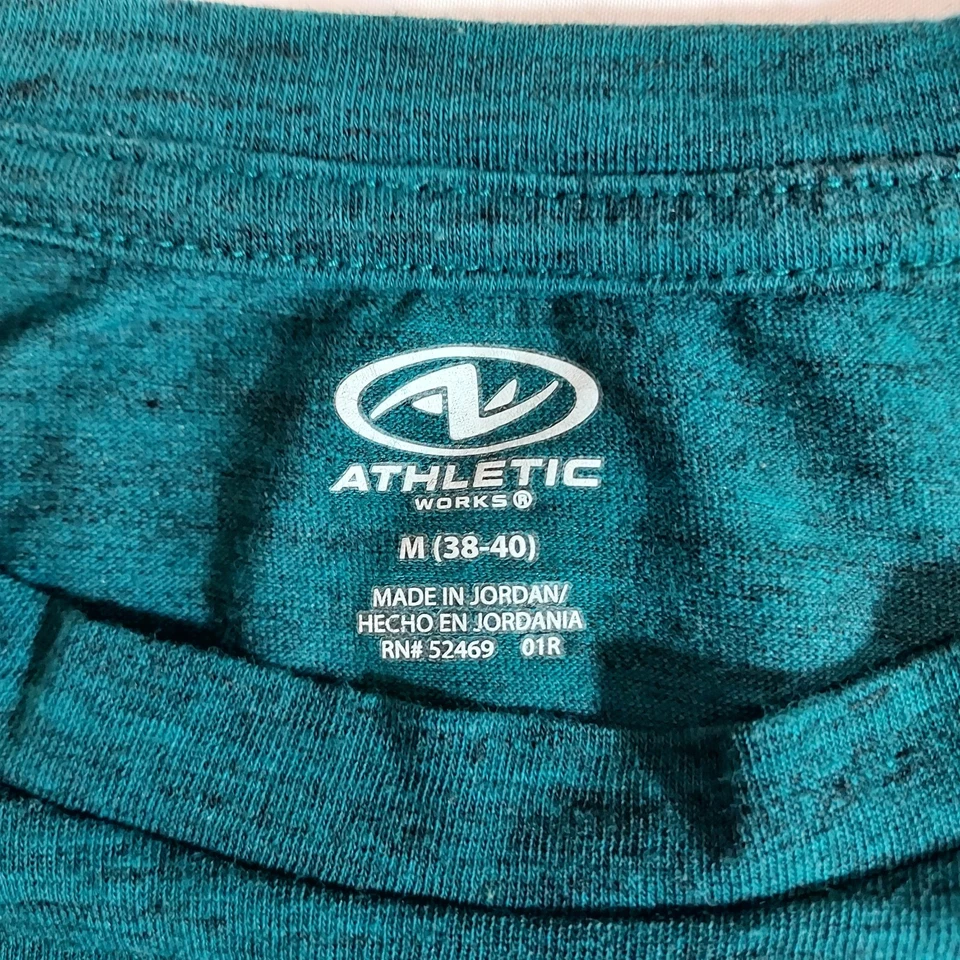 ATHLETIC
WORKS®
M (38-40)
MADE IN JORDAN/
HECHO EN JORDANIA
RN# 52469 01R